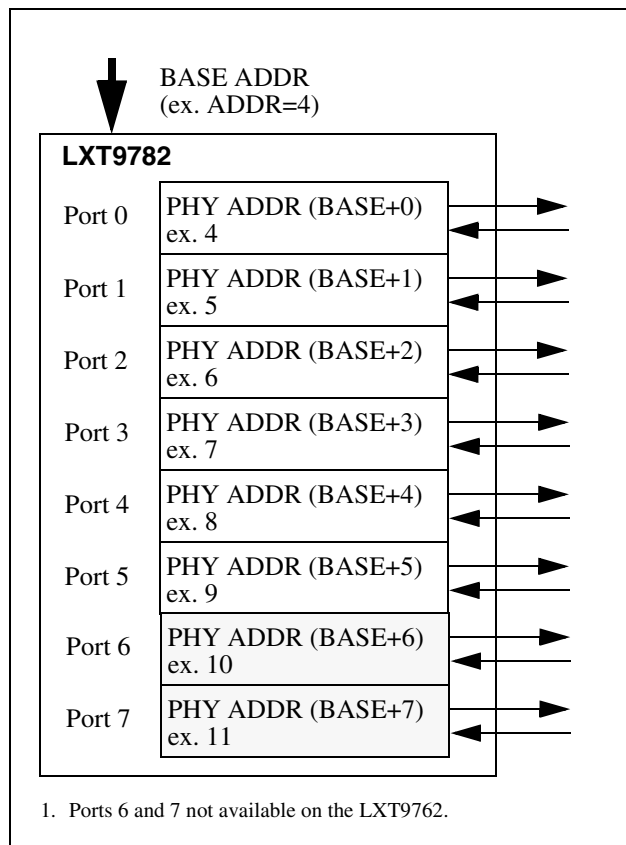 BASE ADDR
(ex. ADDR=4)
LXT9782
Port 0
PHY ADDR (BASE+0)
ex. 4
Port 1
PHY ADDR (BASE+1)
ex. 5
Port 2
PHY ADDR (BASE+2)
ex. 6
Port 3
PHY ADDR (BASE+3)
ex. 7
Port 4
PHY ADDR (BASE+4)
ex. 8
Port 5
PHY ADDR (BASE+5)
ex. 9
Port 6
PHY ADDR (BASE+6)
ex. 10
Port 7
PHY ADDR (BASE+7)
ex. 11
1. Ports 6 and 7 not available on the LXT9762.